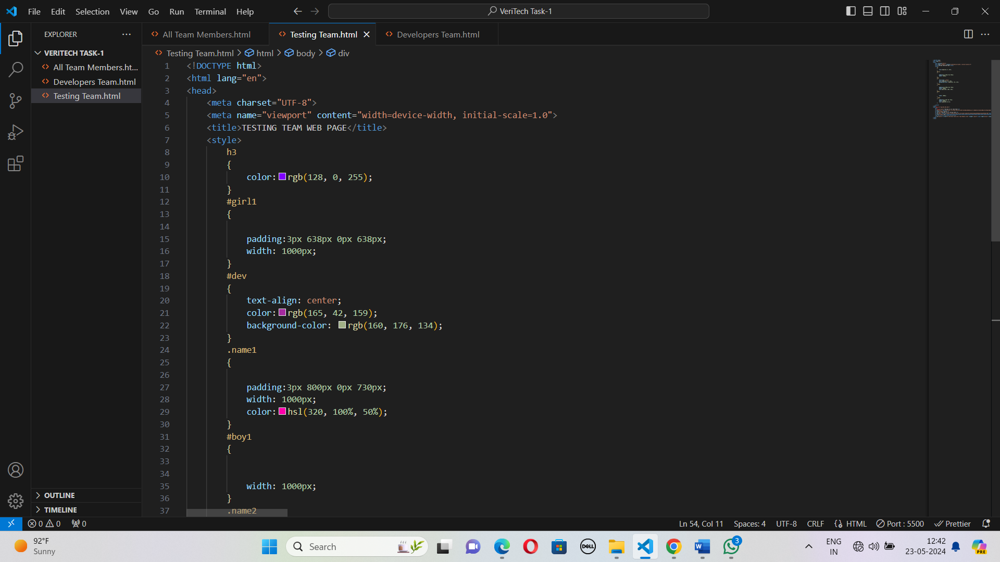 File Edit Selection View Go Run Terminal Help
VeriTech Task-1
EXPLORER
VERITECH TASK-1
All Team Members.ht...
Developers Team.html
Testing Team.html
OUTLINE
TIMELINE
All Team Members.html
Testing Team.html
Developers Team.html
Testing Team.html > html > body > div
1 <!DOCTYPE html>
2 <html lang="en">
3 <head>
4 <meta charset="UTF-8">
5 <meta name="viewport" content="width=device-width, initial-scale=1.0">
6 <title>TESTING TEAM WEB PAGE</title>
7 <style>
8 h3
9 {
10 color: rgb(128, 0, 255);
11 }
12 #girl1
13 {
14
15 padding:3px 638px 0px 638px;
16 width: 1000px;
17 }
18 #dev
19 {
20 text-align: center;
21 color: rgb(165, 42, 159);
22 background-color: rgb(160, 176, 134);
23 }
24 .name1
25 {
26
27 padding:3px 800px 0px 730px;
28 width: 1000px;
29 color: hsl(320, 100%, 50%);
30 }
31 #boy1
32 {
33
34
35 width: 1000px;
36 }
37 .name2
0 0 0
Ln 54, Col 11 Spaces: 4 UTF-8 CRLF HTML Port : 5500 Prettier
92°F
Sunny
Search
DELL
W
3
ENG
IN
12:42
23-05-2024
PRE